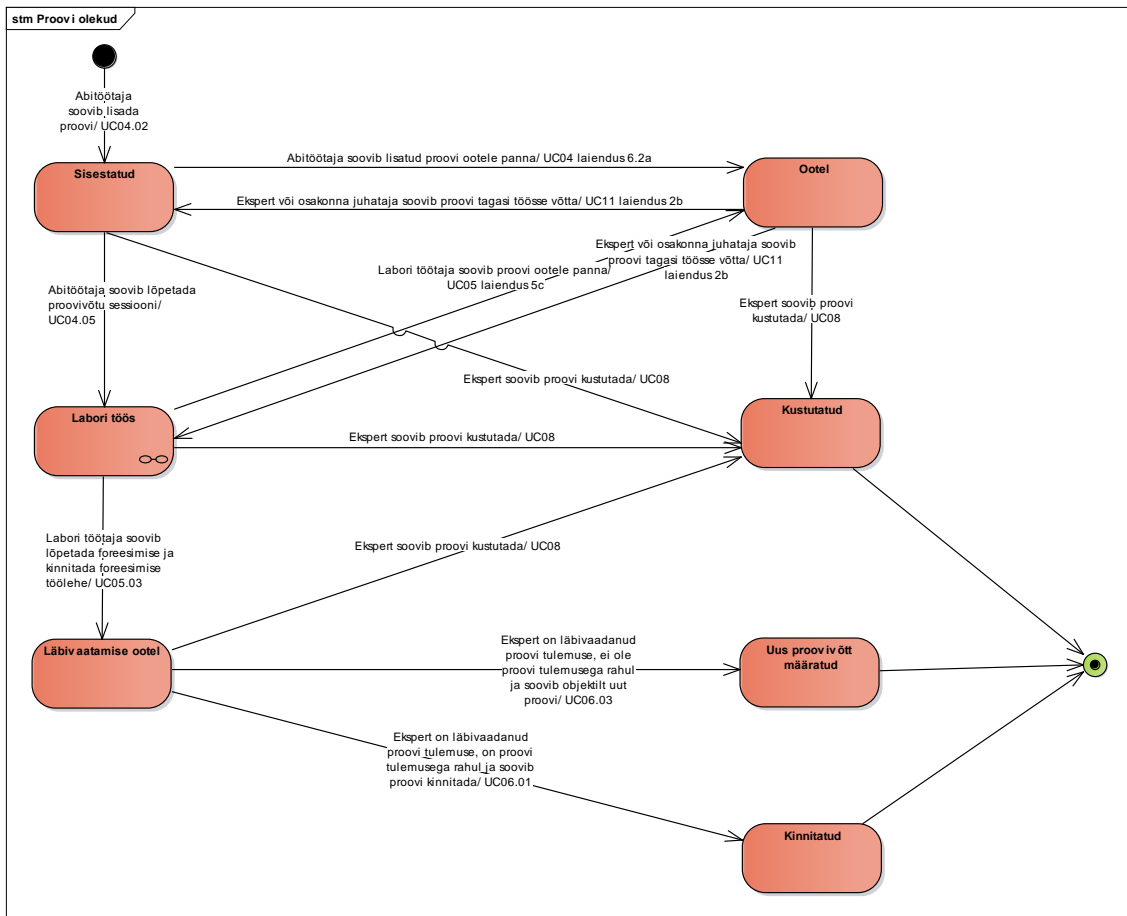 stm Proovi olekud
Abitöötaja
soovib lisada
proovi/ UC04.02
Sisestatud
Abitöötaja soovib lisatud proovi ootele panna/ UC04 laiendus 6.2a
Ootel
Ekspert või osakonna juhataja soovib proovi tagasi töösse võtta/ UC11 laiendus 2b
Ekspert või osakonna juhataja soovib
proovi tagasi töösse võtta/ UC11
laiendus 2b
Labori töötaja soovib proovi ootele panna/
UC05 laiendus 5c
Abitöötaja soovib lõpetada
proovivõtu sessiooni/
UC04.05
Ekspert soovib proovi
kustutada/ UC08
Ekspert soovib proovi kustutada/ UC08
Labori töös
Ekspert soovib proovi kustutada/ UC08
Kustutatud
Labori töötaja soovib
lõpetada foreesimise ja
kinnitada foreesimise
töölehe/ UC05.03
Ekspert soovib proovi kustutada/ UC08
Läbivaatamise ootel
Ekspert on läbivaadanud
proovi tulemuse, ei ole
proovi tulemusega rahul
ja soovib objektilt uut
proovi/ UC06.03
Uus proovivõtt
määratud
Ekspert on läbivaadanud
proovi tulemuse, on proovi
tulemusega rahul ja soovib
proovi kinnitada/ UC06.01
Kinnitatud